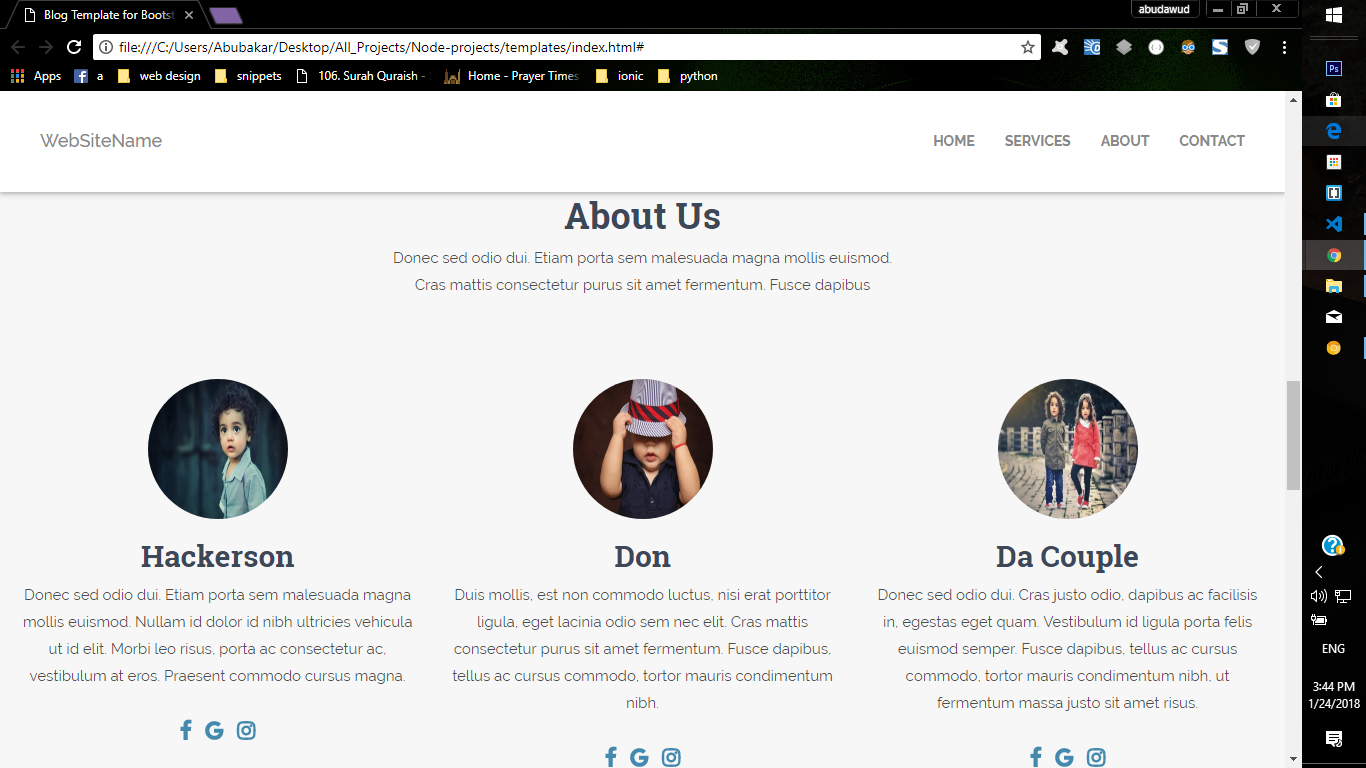 Blog Template for Boots
abudawud
file:///C:/Users/Abubakar/Desktop/All_Projects/Node-projects/templates/index.html#
Apps a web design snippets 106. Surah Quraish - Home - Prayer Times ionic python
WebSiteName
HOME SERVICES ABOUT CONTACT
About Us
Donec sed odio dui. Etiam porta sem malesuada magna mollis euismod.
Cras mattis consectetur purus sit amet fermentum. Fusce dapibus
Hackerson
Donec sed odio dui. Etiam porta sem malesuada magna
mollis euismod. Nullam id dolor id nibh ultricies vehicula
ut id elit. Morbi leo risus, porta ac consectetur ac,
vestibulum at eros. Praesent commodo cursus magna.
Don
Duis mollis, est non commodo luctus, nisi erat porttitor
ligula, eget lacinia odio sem nec elit. Cras mattis
consectetur purus sit amet fermentum. Fusce dapibus,
tellus ac cursus commodo, tortor mauris condimentum
nibh.
Da Couple
Donec sed odio dui. Cras justo odio, dapibus ac facilisis
in, egestas eget quam. Vestibulum id ligula porta felis
euismod semper. Fusce dapibus, tellus ac cursus
commodo, tortor mauris condimentum nibh, ut
fermentum massa justo sit amet risus.
Ps
ENG
3:44 PM
1/24/2018